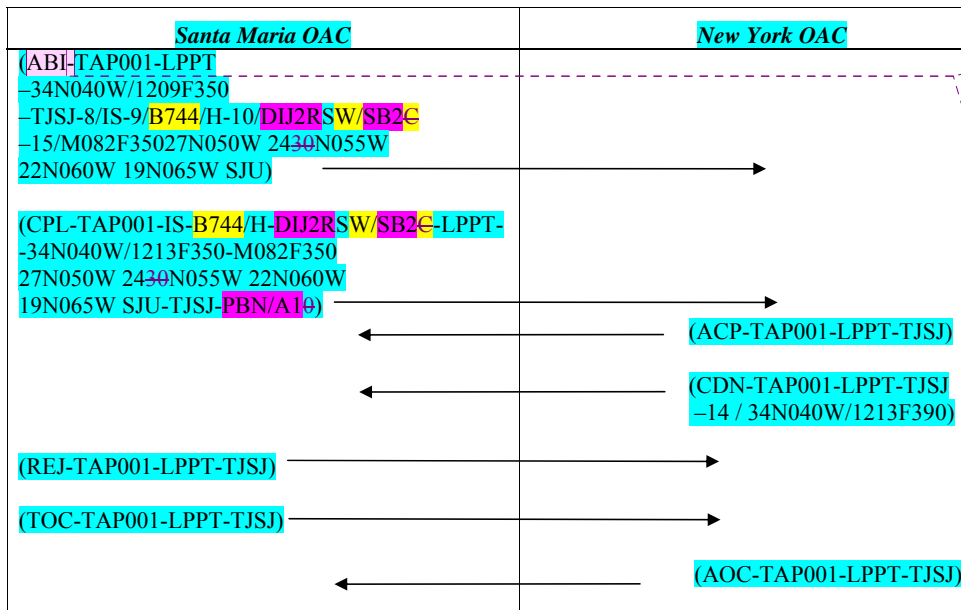 Santa Maria OAC
New York OAC
(ABI-TAP001-LPPT
–34N040W/1209F350
–TJSJ-8/IS-9/B744/H-10/DIJ2RSW/SB2C
–15/M082F35027N050W 2430N055W
22N060W 19N065W SJU)
(CPL-TAP001-IS-B744/H-DIJ2RSW/SB2C-LPPT-
-34N040W/1213F350-M082F350
27N050W 2430N055W 22N060W
19N065W SJU-TJSJ-PBN/A10)
(ACP-TAP001-LPPT-TJSJ)
(CDN-TAP001-LPPT-TJSJ
–14 / 34N040W/1213F390)
(REJ-TAP001-LPPT-TJSJ)
(TOC-TAP001-LPPT-TJSJ)
(AOC-TAP001-LPPT-TJSJ)